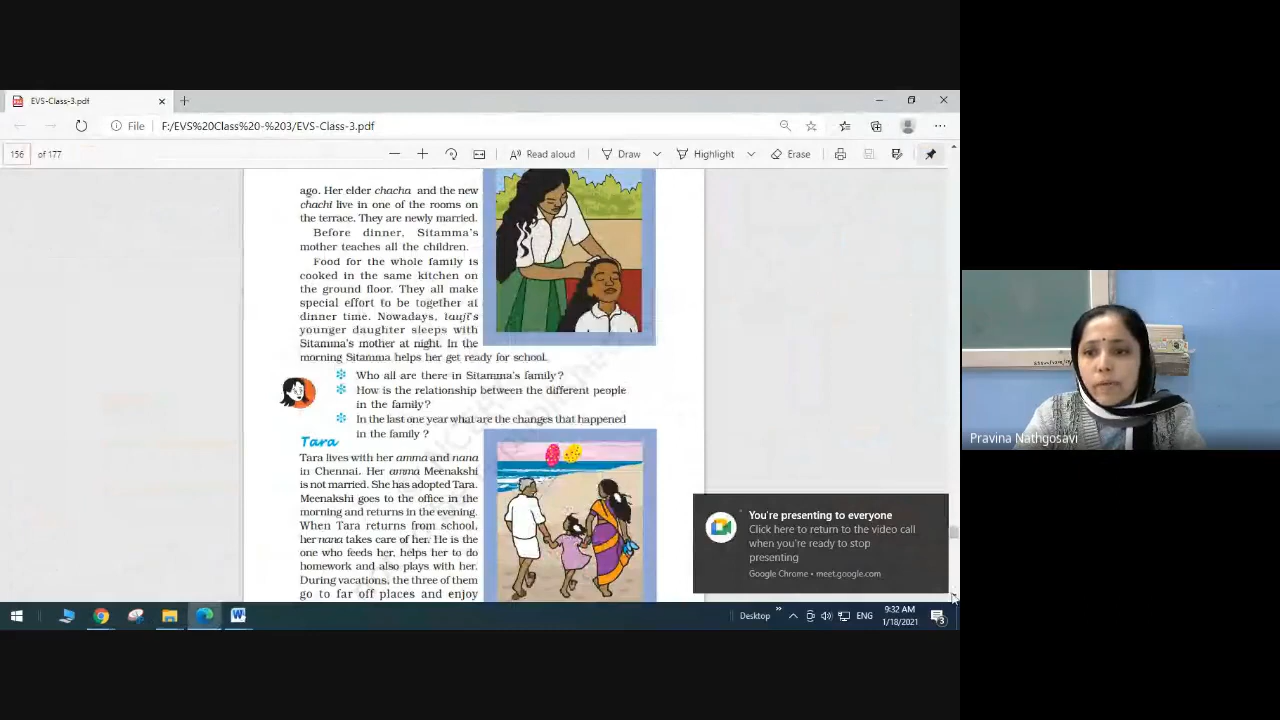 EVS-Class-3.pdf
File F:/EVS%20Class%20-%203/EVS-Class-3.pdf
156 of 177 Read aloud Draw Highlight Erase
ago. Her elder chacha and the new
chachi live in one of the rooms on
the terrace. They are newly married.
Before dinner, Sitamma's
mother teaches all the children.
Food for the whole family is
cooked in the same kitchen on
the ground floor. They all make
special effort to be together at
dinner time. Nowadays, tauji's
younger daughter sleeps with
Sitamma's mother at night. In the
morning Sitamma helps her get ready for school.
Who all are there in Sitamma's family?
How is the relationship between the different people
in the family?
In the last one year what are the changes that happened
in the family ?
Tara
Tara lives with her amma and nana
in Chennai. Her amma Meenakshi
is not married. She has adopted Tara.
Meenakshi goes to the office in the
morning and returns in the evening.
When Tara returns from school,
her nana takes care of her. He is the
one who feeds her, helps her to do
homework and also plays with her.
During vacations, the three of them
go to far off places and enjoy
You're presenting to everyone
Click here to return to the video call
when you're ready to stop
presenting
Google Chrome • meet.google.com
Pravina Nathgosavi
Desktop ENG
9:32 AM
1/18/2021
3